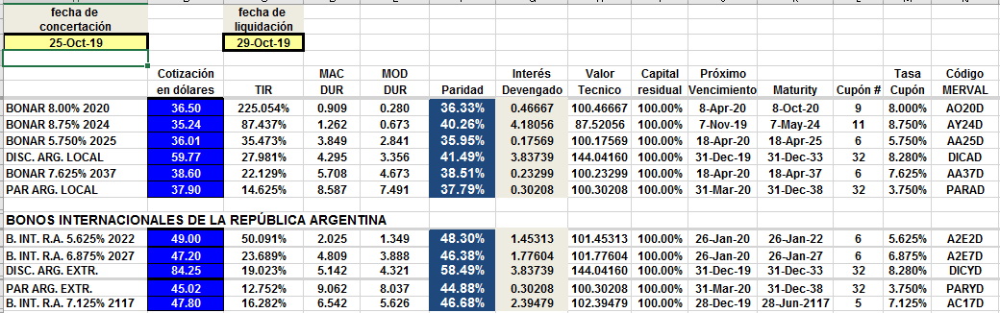 fecha de concertación fecha de liquidación
25-Oct-19 29-Oct-19
Cotización MAC MOD Interés Valor Capital Próximo Tasa Código
en dólares TIR DUR DUR Paridad Devengado Tecnico residual Vencimiento Maturity Cupón # Cupón MERVAL
BONAR 8.00% 2020 36.50 225.054% 0.909 0.280 36.33% 0.46667 100.46667 100.00% 8-Apr-20 8-Oct-20 9 8.000% AO20D
BONAR 8.75% 2024 35.24 87.437% 1.262 0.673 40.26% 4.18056 87.52056 100.00% 7-Nov-19 7-May-24 11 8.750% AY24D
BONAR 5.750% 2025 36.01 35.473% 3.849 2.841 35.95% 0.17569 100.17569 100.00% 18-Apr-20 18-Apr-25 6 5.750% AA25D
DISC. ARG. LOCAL 59.77 27.981% 4.295 3.356 41.49% 3.83739 144.04160 100.00% 31-Dec-19 31-Dec-33 32 8.280% DICAD
BONAR 7.625% 2037 38.60 22.129% 5.708 4.673 38.51% 0.23299 100.23299 100.00% 18-Apr-20 18-Apr-37 6 7.625% AA37D
PAR ARG. LOCAL 37.90 14.625% 8.587 7.491 37.79% 0.30208 100.30208 100.00% 31-Mar-20 31-Dec-38 32 3.750% PARAD
BONOS INTERNACIONALES DE LA REPÚBLICA ARGENTINA
B. INT. R.A. 5.625% 2022 49.00 50.091% 2.025 1.349 48.30% 1.45313 101.45313 100.00% 26-Jan-20 26-Jan-22 6 5.625% A2E2D
B. INT. R.A. 6.875% 2027 47.20 23.689% 4.809 3.888 46.38% 1.77604 101.77604 100.00% 26-Jan-20 26-Jan-27 6 6.875% A2E7D
DISC. ARG. EXTR. 84.25 19.023% 5.142 4.321 58.49% 3.83739 144.04160 100.00% 31-Dec-19 31-Dec-33 32 8.280% DICYD
PAR ARG. EXTR. 45.02 12.752% 9.062 8.037 44.88% 0.30208 100.30208 100.00% 31-Mar-20 31-Dec-38 32 3.750% PARYD
B. INT. R.A. 7.125% 2117 47.80 16.282% 6.542 5.626 46.68% 2.39479 102.39479 100.00% 28-Dec-19 28-Jun-2117 5 7.125% AC17D